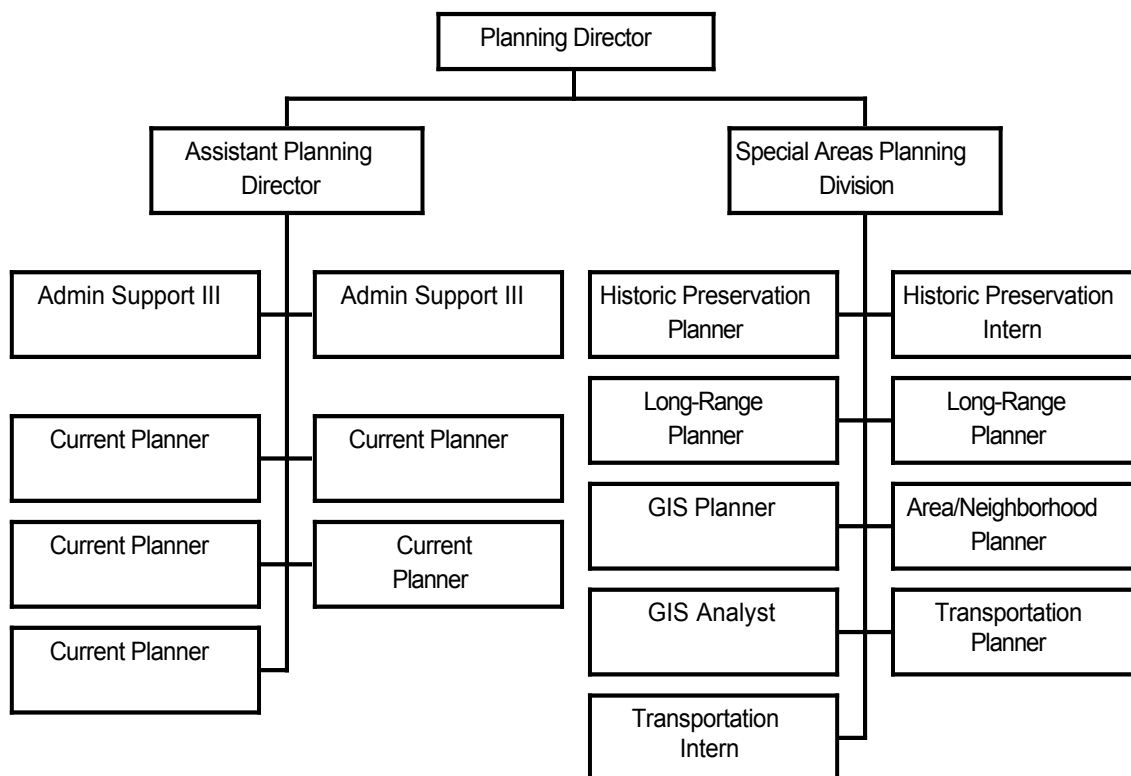 Planning Director
Assistant Planning
Director
Special Areas Planning
Division
Admin Support III
Admin Support III
Historic Preservation
Planner
Historic Preservation
Intern
Current Planner
Current Planner
Long-Range
Planner
Long-Range
Planner
Current Planner
Current
Planner
GIS Planner
Area/Neighborhood
Planner
Current Planner
GIS Analyst
Transportation
Planner
Transportation
Intern